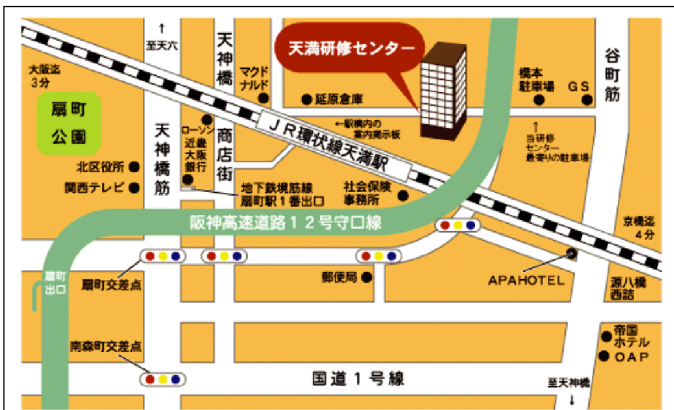 ↑
至天六
天神橋
商店街
マクド
ナルド
天満研修センター
延原倉庫
橋本
駐車場
GS
谷町筋
大阪迄
3分
扇町
公園
天神橋筋
ローソン
近畿
大阪
銀行
JR環状線天満駅
←駅構内の
案内掲示板
↑
当研修
センター
最寄りの駐車場
北区役所
関西テレビ
地下鉄境筋線
扇町駅1番出口
社会保険
事務所
阪神高速道路12号守口線
京橋迄
4分
扇町
出口
扇町交差点
郵便局
APAHOTEL
源八橋
西詰
南森町交差点
帝国
ホテル
OAP
国道1号線
至天神橋
↓